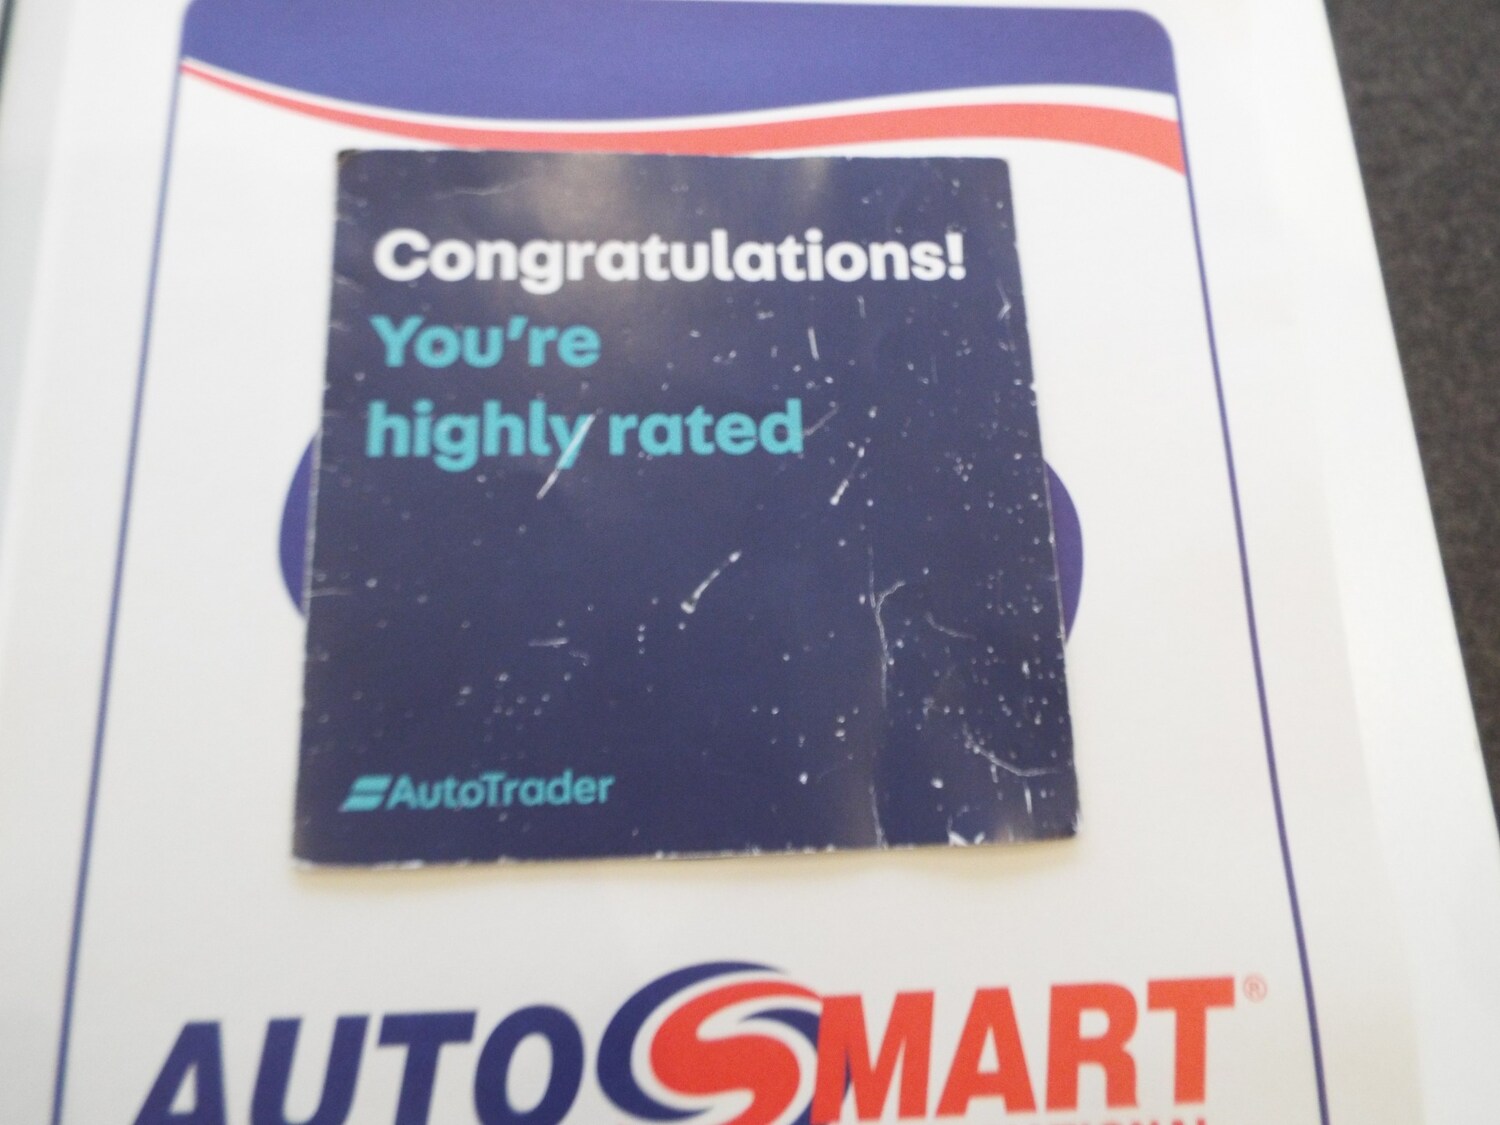 Congratulations!
You're
highly rated
AutoTrader
AUTOSMART®